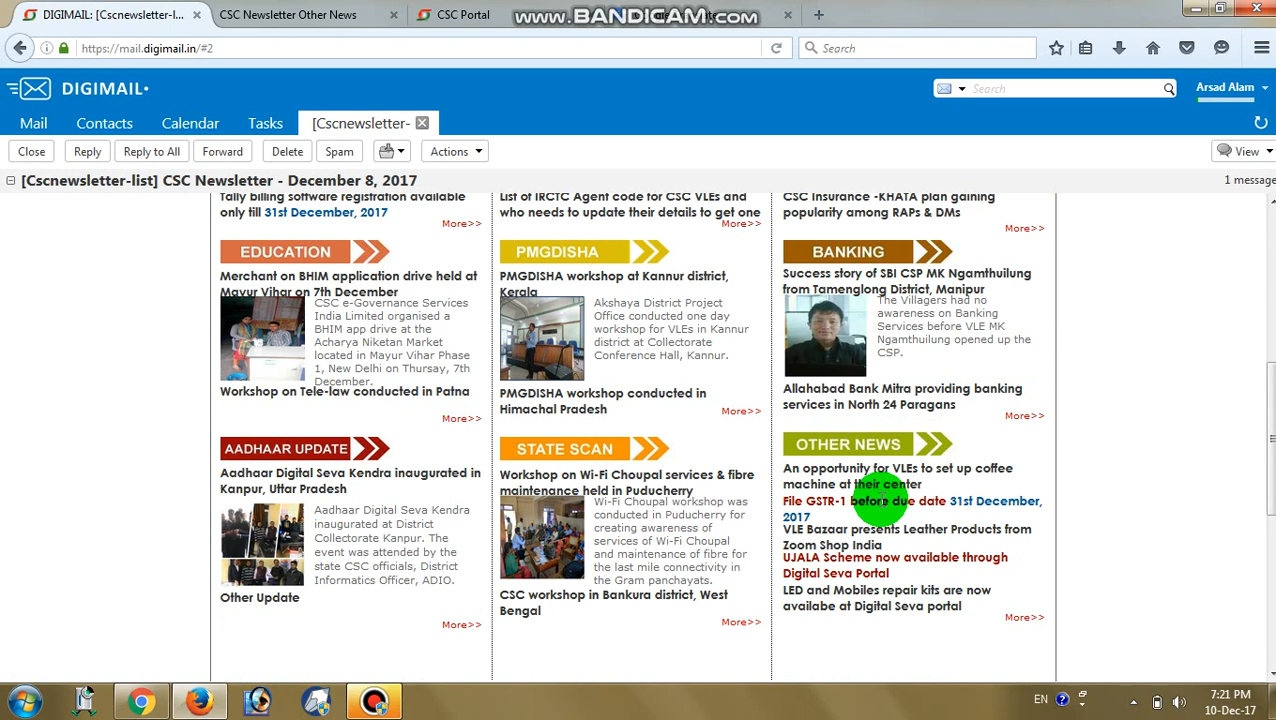 DIGIMAIL: [Cscnewsletter-l...
CSC Newsletter Other News
CSC Portal
www.BANDICAM.com
https://mail.digimail.in/#2
Search
DIGIMAIL
Search
Arsad Alam
Mail
Contacts
Calendar
Tasks
[Cscnewsletter-
Close
Reply
Reply to All
Forward
Delete
Spam
Actions
View
[Cscnewsletter-list] CSC Newsletter - December 8, 2017
1 message
Tally billing software registration available
only till 31st December, 2017
More>>
List of IRCTC Agent code for CSC VLEs and
who needs to update their details to get one
More>>
CSC Insurance -KHATA plan gaining
popularity among RAPs & DMs
More>>
EDUCATION
Merchant on BHIM application drive held at
Mayur Vihar on 7th December
CSC e-Governance Services
India Limited organised a
BHIM app drive at the
Acharya Niketan Market
located in Mayur Vihar Phase
1, New Delhi on Thursay, 7th
December.
Workshop on Tele-law conducted in Patna
More>>
PMGDISHA
PMGDISHA workshop at Kannur district,
Kerala
Akshaya District Project
Office conducted one day
workshop for VLEs in Kannur
district at Collectorate
Conference Hall, Kannur.
PMGDISHA workshop conducted in
Himachal Pradesh
More>>
BANKING
Success story of SBI CSP MK Ngamthuilung
from Tamenglong District, Manipur
The Villagers had no
awareness on Banking
Services before VLE MK
Ngamthuilung opened up the
CSP.
Allahabad Bank Mitra providing banking
services in North 24 Paragans
More>>
AADHAAR UPDATE
Aadhaar Digital Seva Kendra inaugurated in
Kanpur, Uttar Pradesh
Aadhar Digital Seva Kendra
inaugurated at District
Collectorate Kanpur. The
event was attended by the
state CSC officials, District
Informatics Officer, ADIO.
Other Update
More>>
STATE SCAN
Workshop on Wi-Fi Choupal services & fibre
maintenance held in Puducherry
Wi-Fi Choupal workshop was
conducted in Puducherry for
creating awareness of
services of Wi-Fi Choupal
and maintenance of fibre for
the last mile connectivity in
the Gram panchayats.
CSC workshop in Bankura district, West
Bengal
More>>
OTHER NEWS
An opportunity for VLEs to set up coffee
machine at their center
File GSTR-1 before due date 31st December,
2017
VLE Bazaar presents Leather Products from
Zoom Shop India
UJALA Scheme now available through
Digital Seva Portal
LED and Mobiles repair kits are now
availabe at Digital Seva portal
More>>
EN
7:21 PM
10-Dec-17